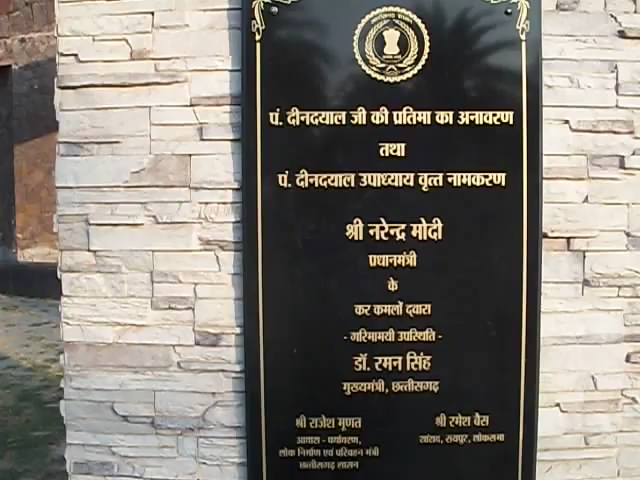 पं. दीनदयाल जी की प्रतिमा का अनावरण
तथा
पं. दीनदयाल उपाध्याय वृत्त नामकरण
श्री नरेन्द्र मोदी
प्रधानमंत्री
के
कर कमलों द्वारा
- गरिमामयी उपस्थिति -
डॉ. रमन सिंह
मुख्यमंत्री, छत्तीसगढ़
श्री राजेश मूणत
आवास - पर्यावरण,
लोक निर्माण एवं परिवहन मंत्री
छत्तीसगढ़ शासन
श्री रमेश बैस
सांसद, रायपुर, लोकसभा